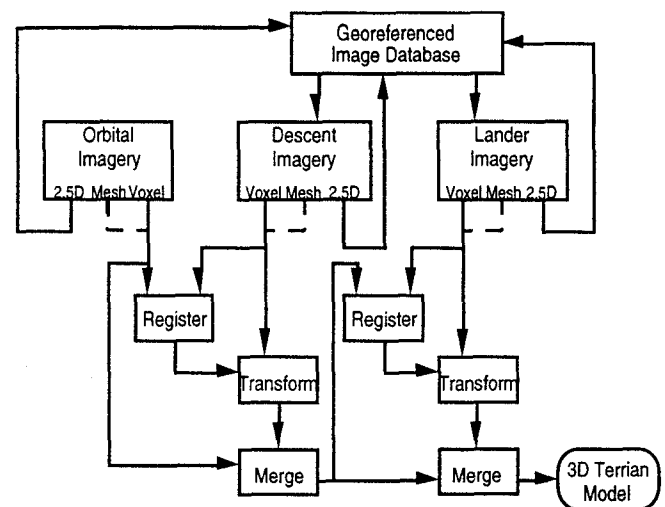 Georeferenced
Image Database
Orbital
Imagery
2.5D Mesh Voxel
Descent
Imagery
Voxel Mesh 2.5D
Lander
Imagery
Voxel Mesh 2.5D
Register
Register
Transform
Transform
Merge
Merge
3D Terrian
Model